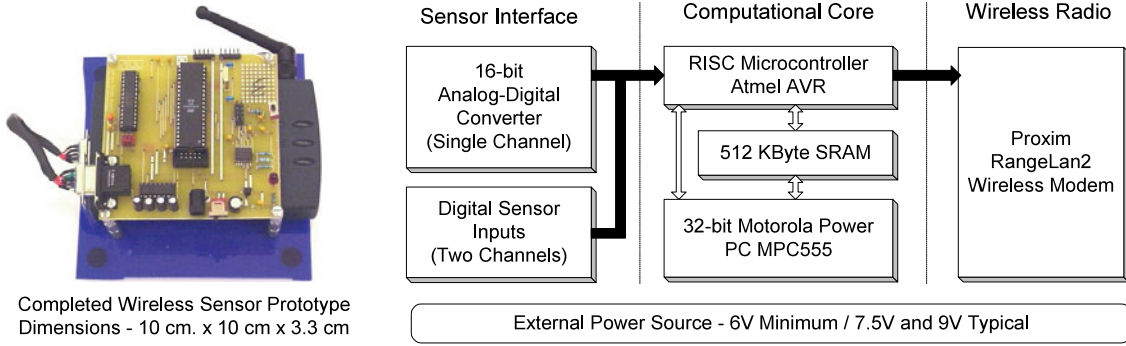 Sensor Interface
Computational Core
Wireless Radio
16-bit
Analog-Digital
Converter
(Single Channel)
Digital Sensor
Inputs
(Two Channels)
RISC Microcontroller
Atmel AVR
512 KByte SRAM
32-bit Motorola Power
PC MPC555
Proxim
RangeLan2
Wireless Modem
Completed Wireless Sensor Prototype
Dimensions - 10 cm. x 10 cm x 3.3 cm
External Power Source - 6V Minimum / 7.5V and 9V Typical